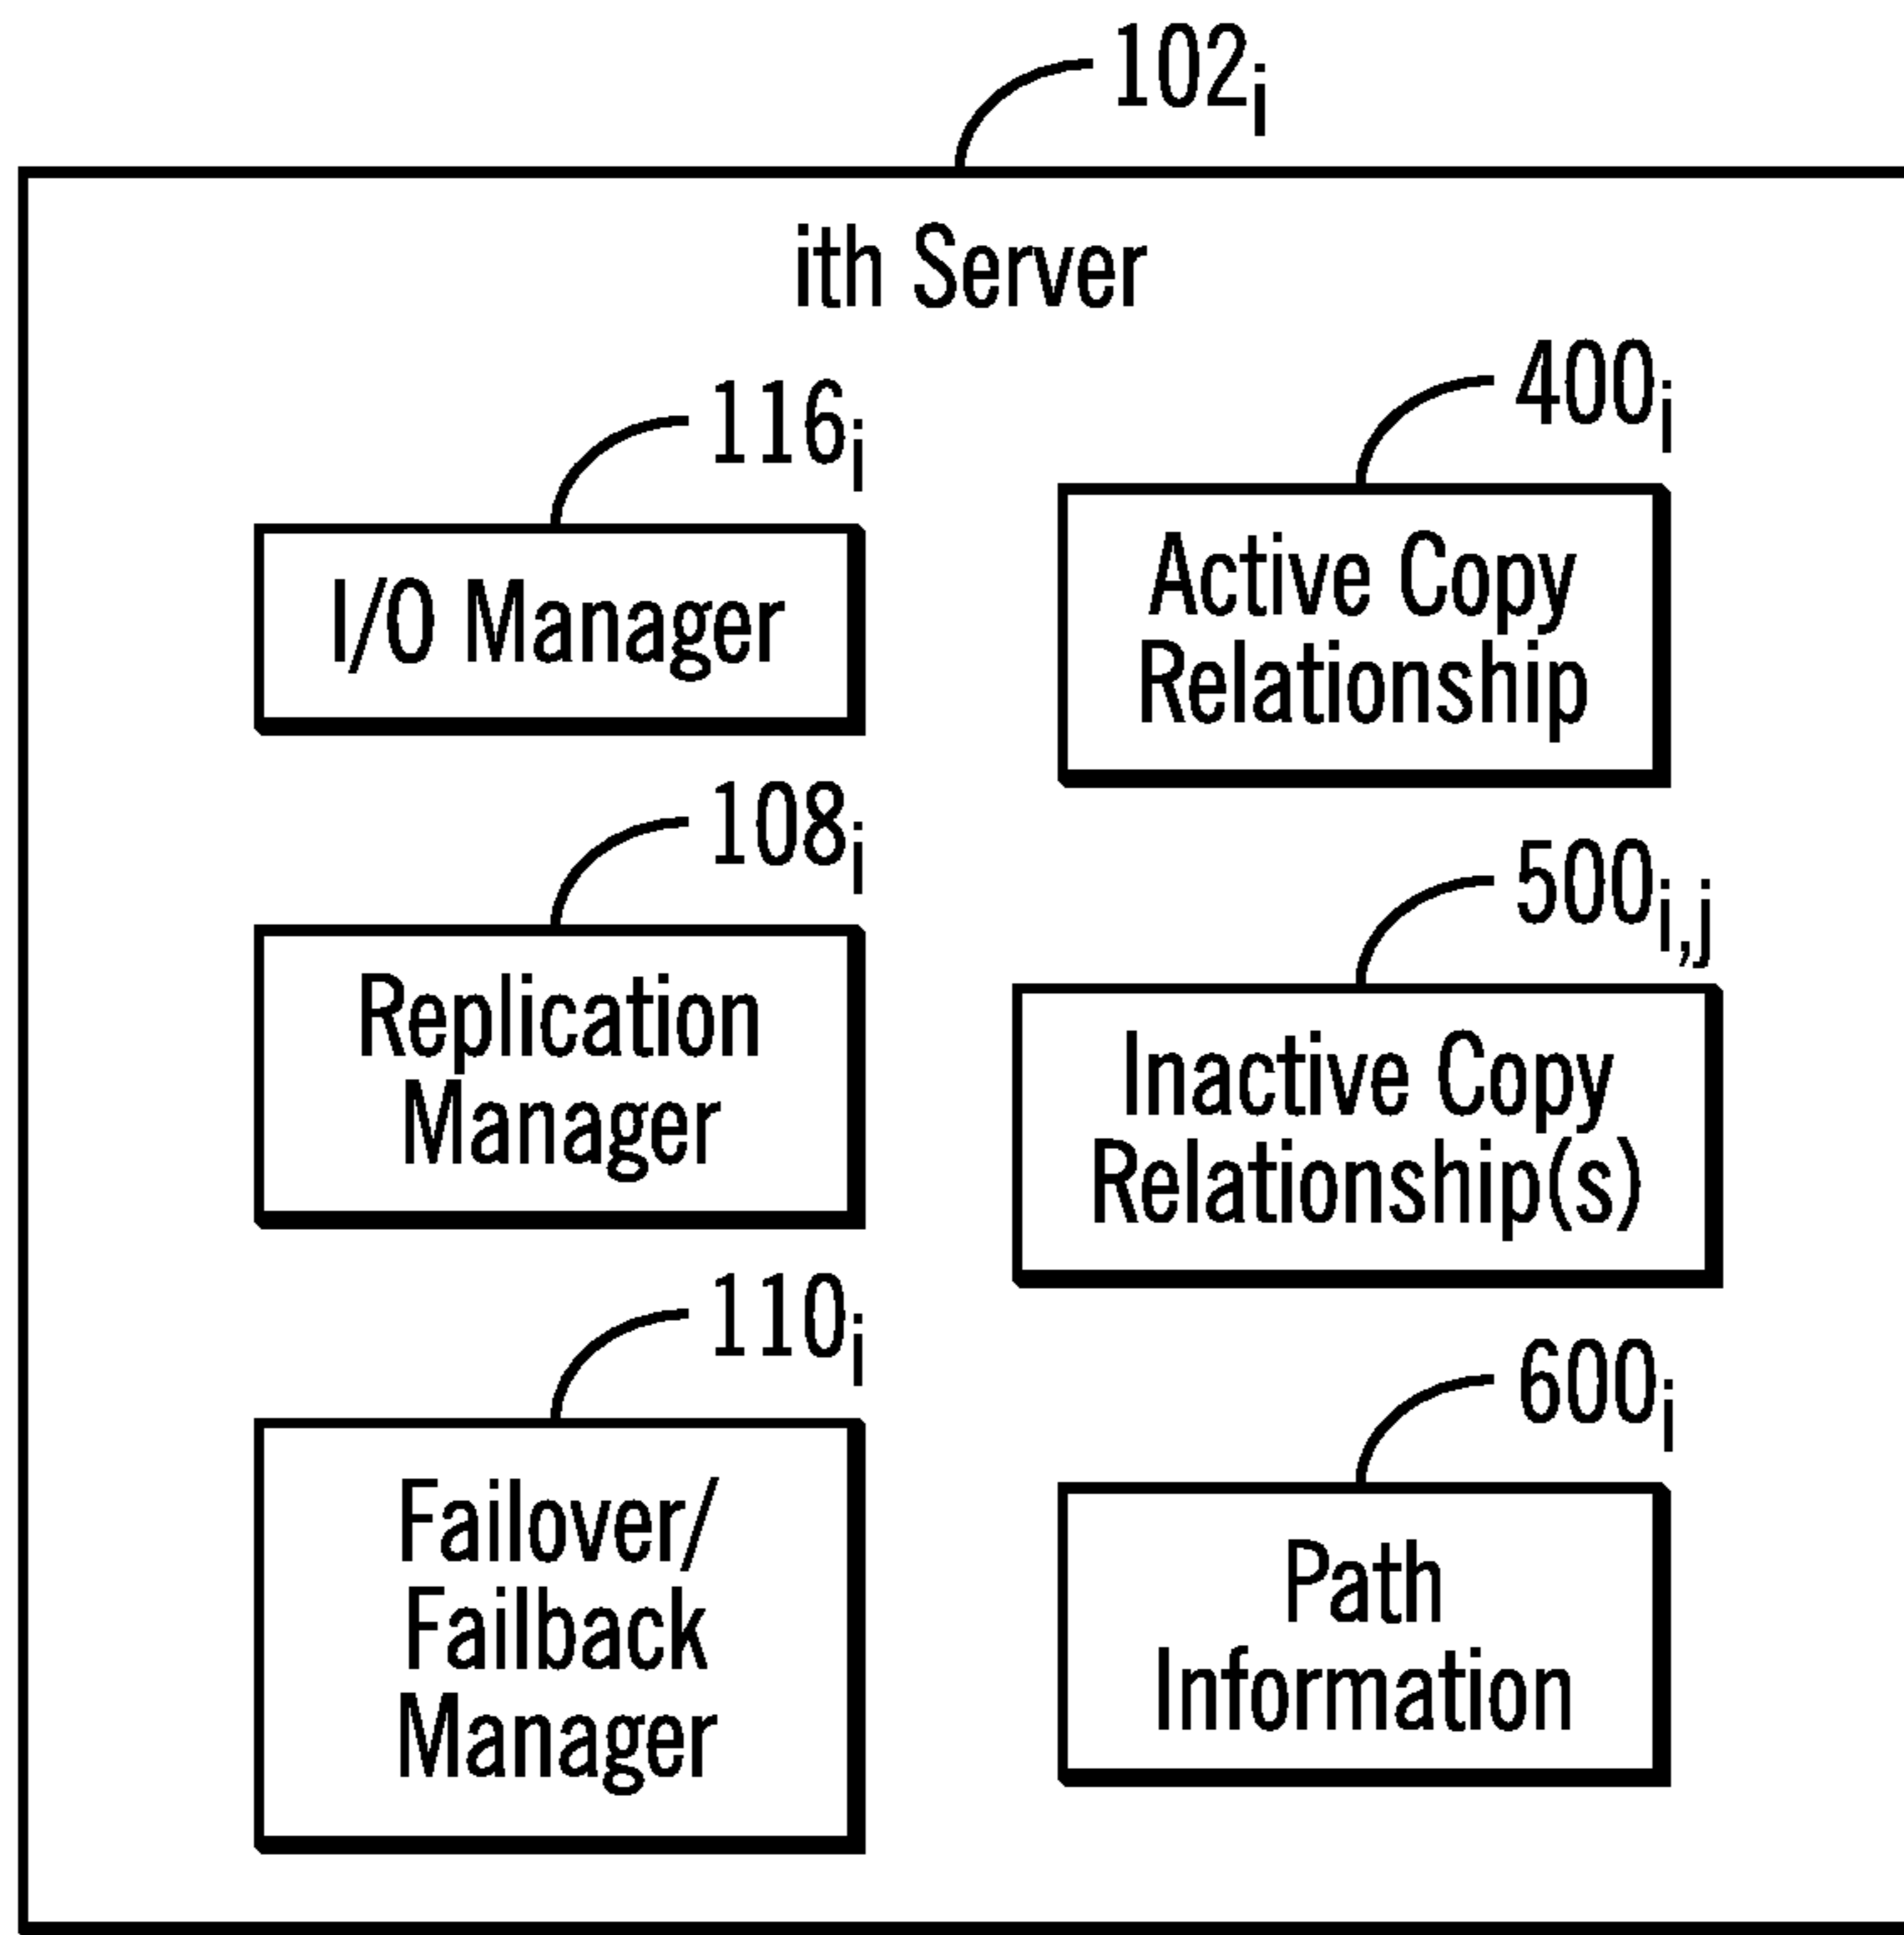 102i
ith Server
116i
I/O Manager
108i
Replication
Manager
110i
Failover/
Failback
Manager
400i
Active Copy
Relationship
500i,j
Inactive Copy
Relationship(s)
600i
Path
Information